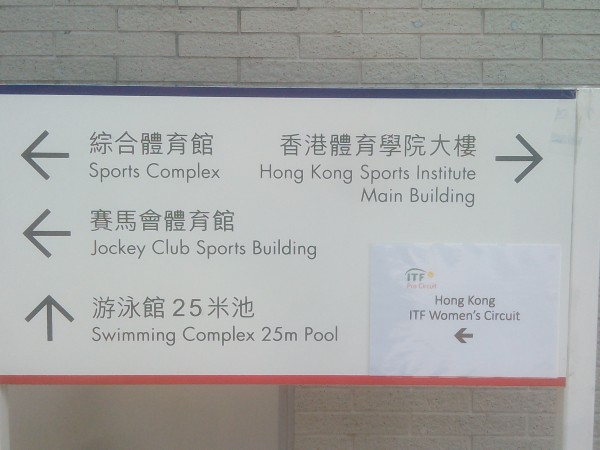 綜合體育館
Sports Complex
賽馬會體育館
Jockey Club Sports Building
游泳館25米池
Swimming Complex 25m Pool
香港體育學院大樓
Hong Kong Sports Institute
Main Building
ITF
Pro Circuit
Hong Kong
ITF Women's Circuit